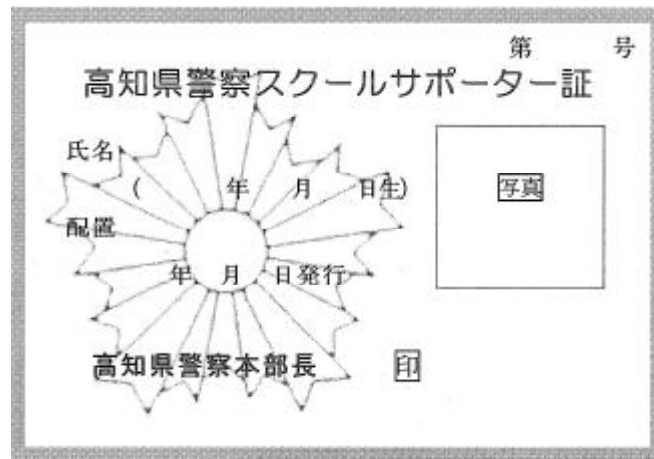 第　　号
高知県警察スクールサポーター証
氏名
(　　年　　月　　日生)
写真
配置
年　月　日発行
高知県警察本部長　　印